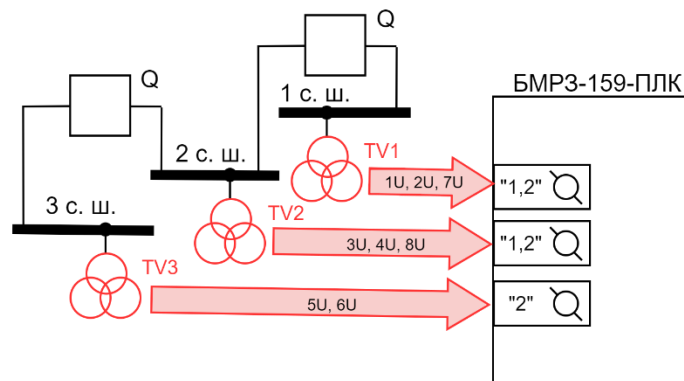 Q
Q
БМРЗ-159-ПЛК
1 с. ш.
TV1
1U, 2U, 7U
"1,2"
2 с. ш.
TV2
3U, 4U, 8U
"1,2"
3 с. ш.
TV3
5U, 6U
"2"